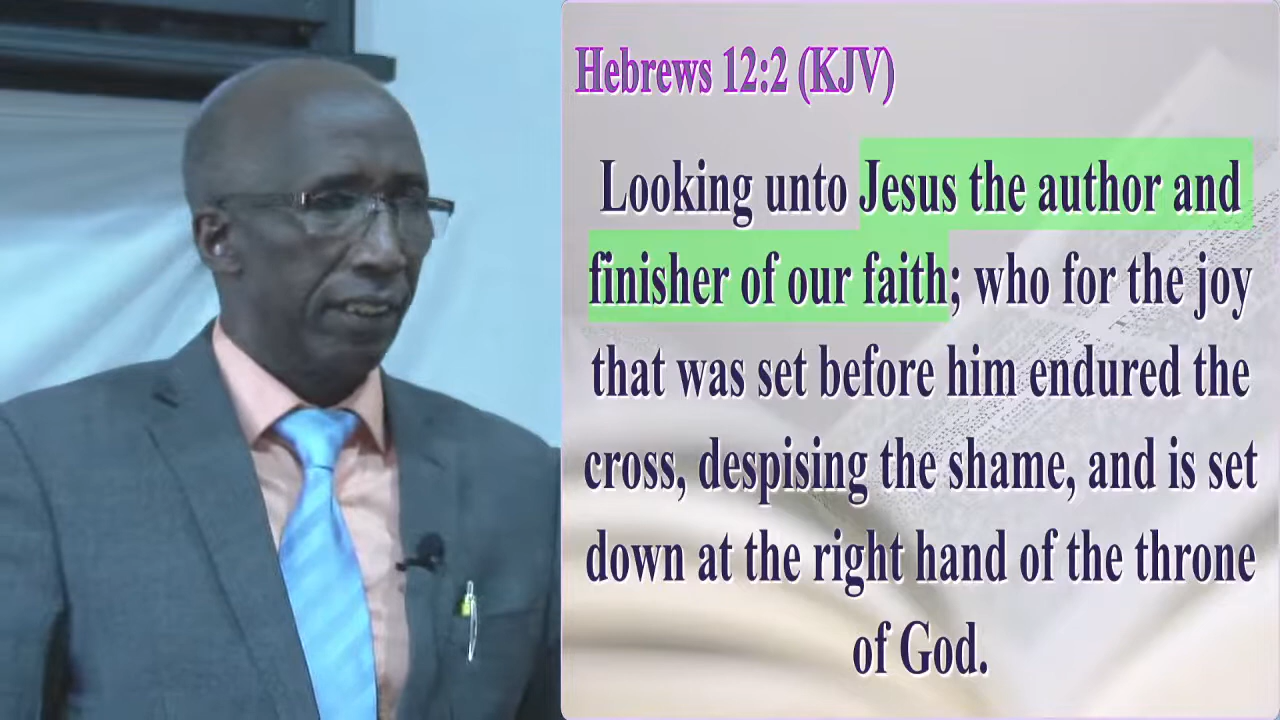 Hebrews 12:2 (KJV)
Looking unto Jesus the author and
finisher of our faith; who for the joy
that was set before him endured the
cross, despising the shame, and is set
down at the right hand of the throne
of God.